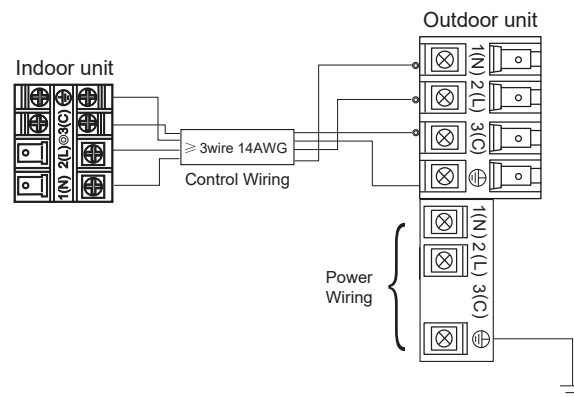 Outdoor unit
Indoor unit
1(N) 2(L) 3(C)
1(N) 2(L) 3(C)
≥ 3wire 14AWG
Control Wiring
1(N) 2(L) 3(C)
Power
Wiring